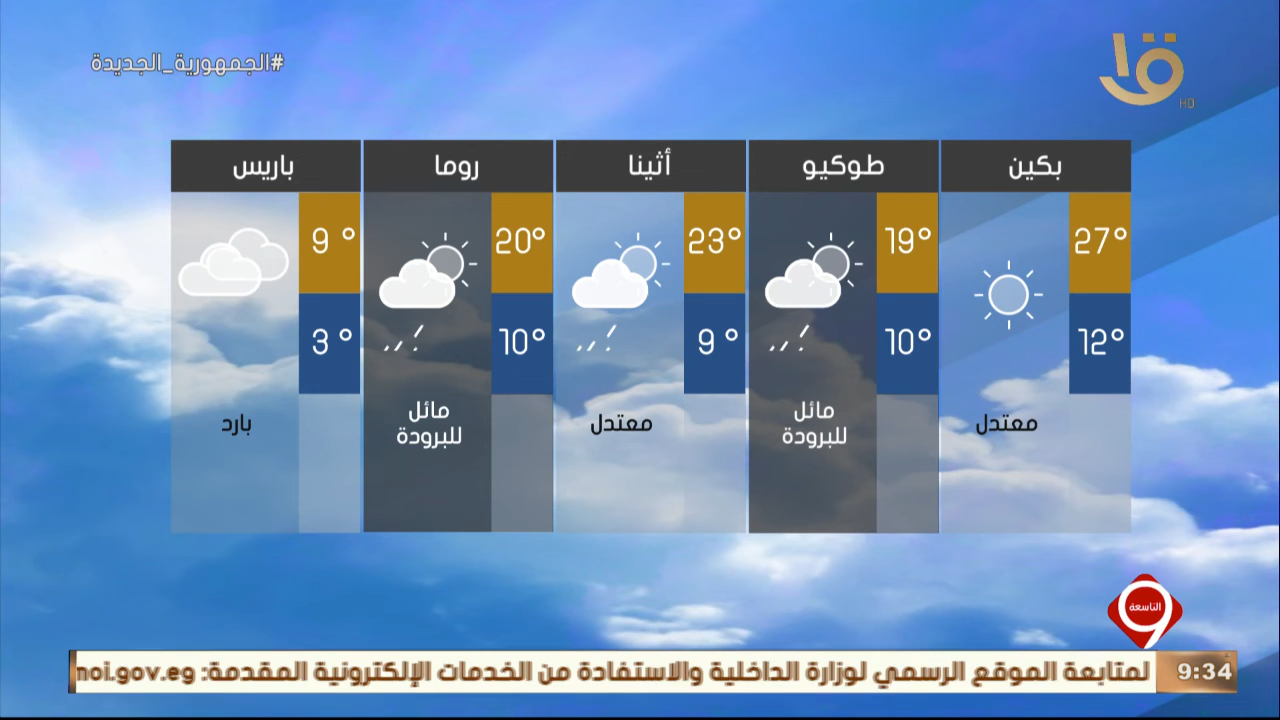 #الجمهورية_الجديدة
HD
بكين
27°
12°
معتدل
طوكيو
19°
10°
مائل
للبرودة
أثينا
23°
9°
معتدل
روما
20°
10°
مائل
للبرودة
باريس
9°
3°
بارد
التاسعة
9
9:34
لمتابعة الموقع الرسمي لوزارة الداخلية والاستفادة من الخدمات الإلكترونية المقدمة: moi.gov.eg